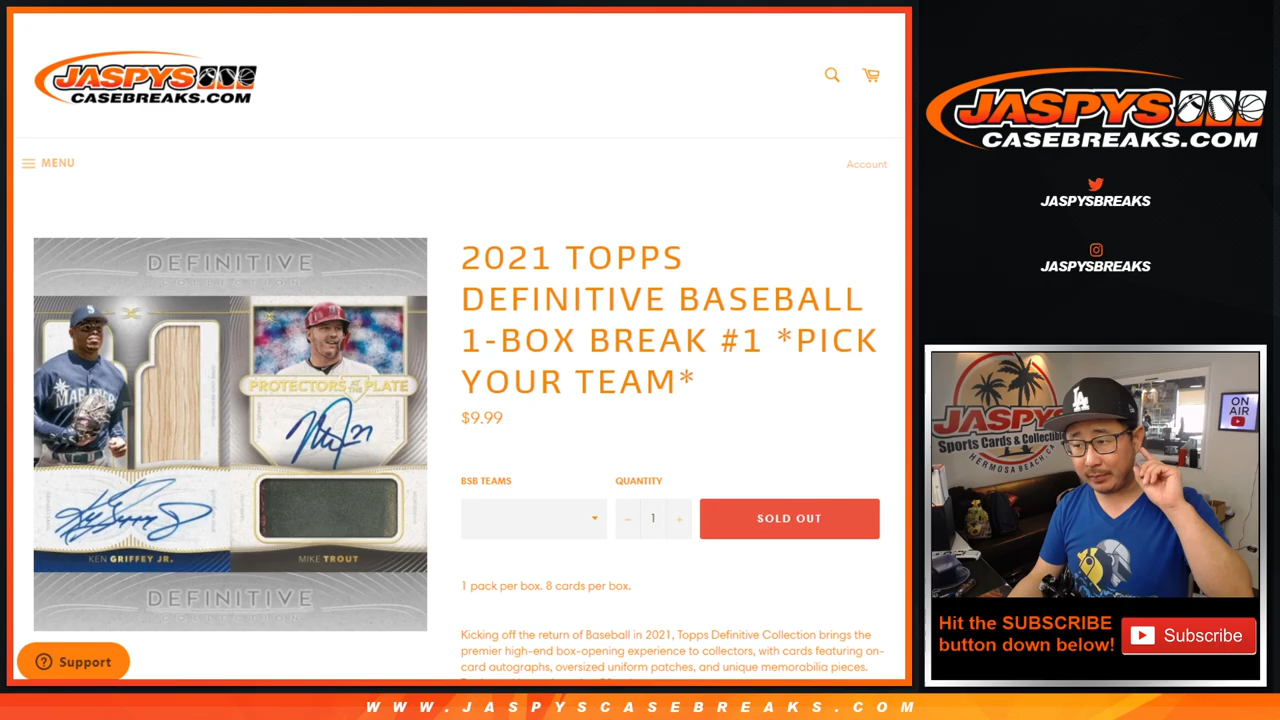 JASPYS
CASEBREAKS.COM
MENU
Account
DEFINITIVE
PROTECTORS OF THE PLATE
KEN GRIFFEY JR.
MIKE TROUT
DEFINITIVE
Support
2021 TOPPS
DEFINITIVE BASEBALL
1-BOX BREAK #1 *PICK
YOUR TEAM*
$9.99
BSB TEAMS
QUANTITY
− 1 +
SOLD OUT
1 pack per box. 8 cards per box.
Kicking off the return of Baseball in 2021, Topps Definitive Collection brings the
premier high-end box-opening experience to collectors, with cards featuring on-
card autographs, oversized uniform patches, and unique memorabilia pieces.
JASPYS
CASEBREAKS.COM
JASPYSBREAKS
JASPYSBREAKS
JASPYS
Sports Cards & Collectibles
HERMOSA BEACH, CA
LA
ON
AIR
Hit the SUBSCRIBE
button down below!
Subscribe
WWW.JASPYSCASEBREAKS.COM